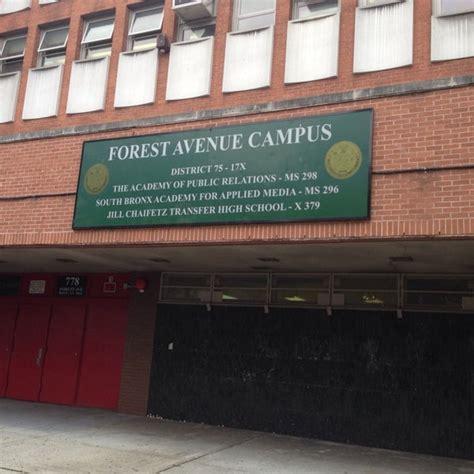 FOREST AVENUE CAMPUS
DISTRICT 75 - 17X
THE ACADEMY OF PUBLIC RELATIONS - MS 298
SOUTH BRONX ACADEMY FOR APPLIED MEDIA - MS 296
JILL CHAIFETZ TRANSFER HIGH SCHOOL - X 379
778